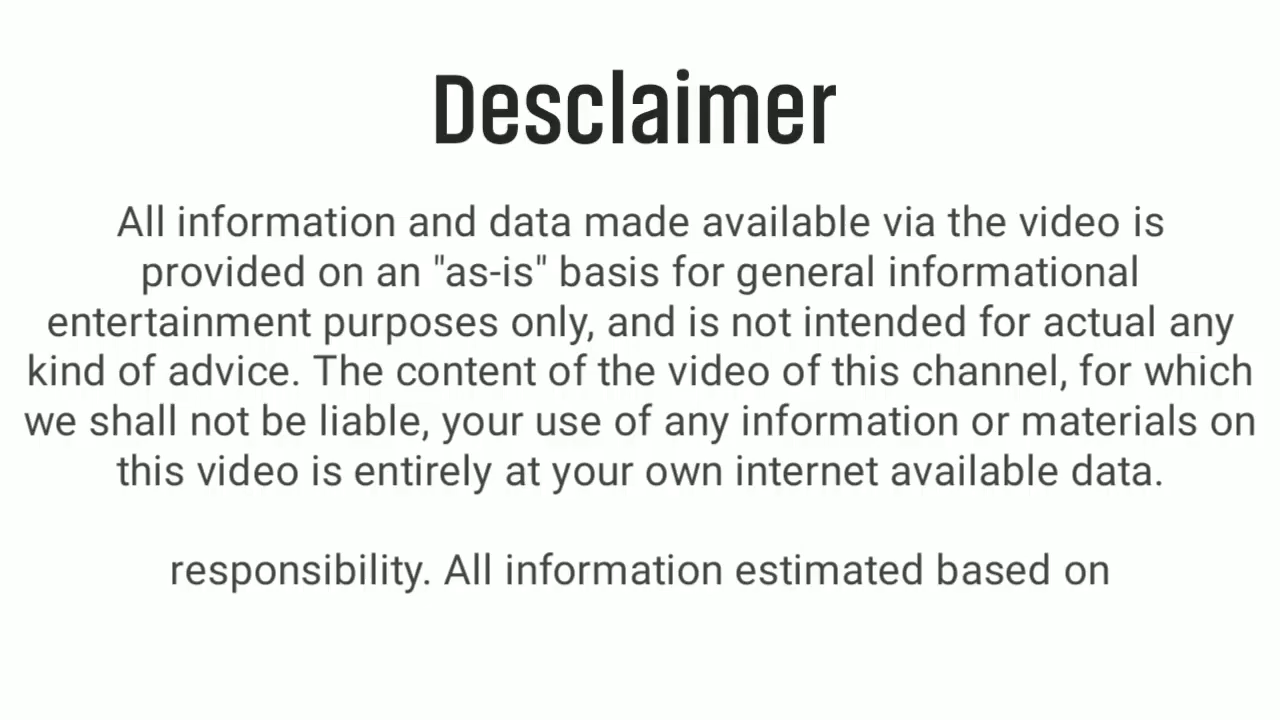 Desclaimer
All information and data made available via the video is
provided on an "as-is" basis for general informational
entertainment purposes only, and is not intended for actual any
kind of advice. The content of the video of this channel, for which
we shall not be liable, your use of any information or materials on
this video is entirely at your own internet available data.
responsibility. All information estimated based on